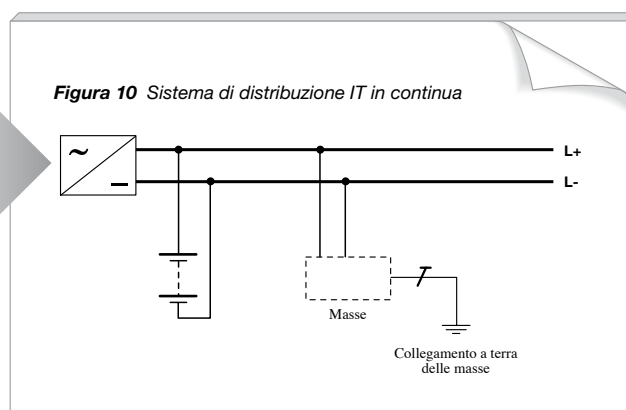 Figura 10 Sistema di distribuzione IT in continua
L+
L-
Masse
Collegamento a terra
delle masse